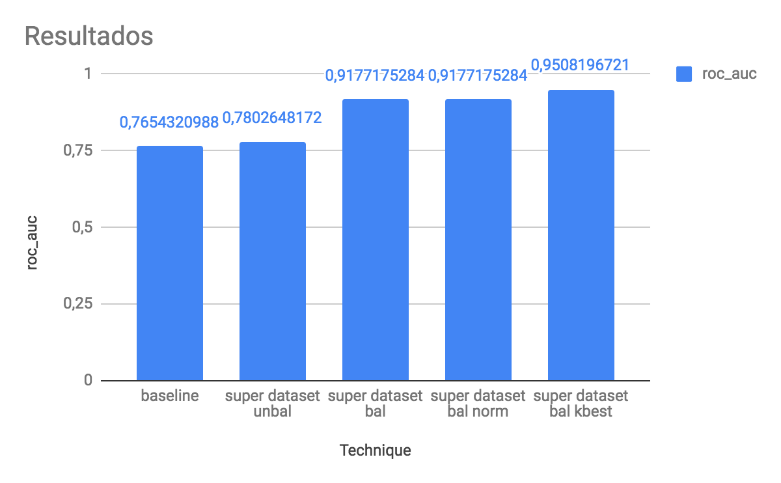 Resultados
roc_auc
0,7654320988
0,7802648172
0,9177175284
0,9177175284
0,9508196721
1
0,75
0,5
0,25
0
roc_auc
baseline
super dataset
unbal
super dataset
bal
super dataset
bal norm
super dataset
bal kbest
Technique